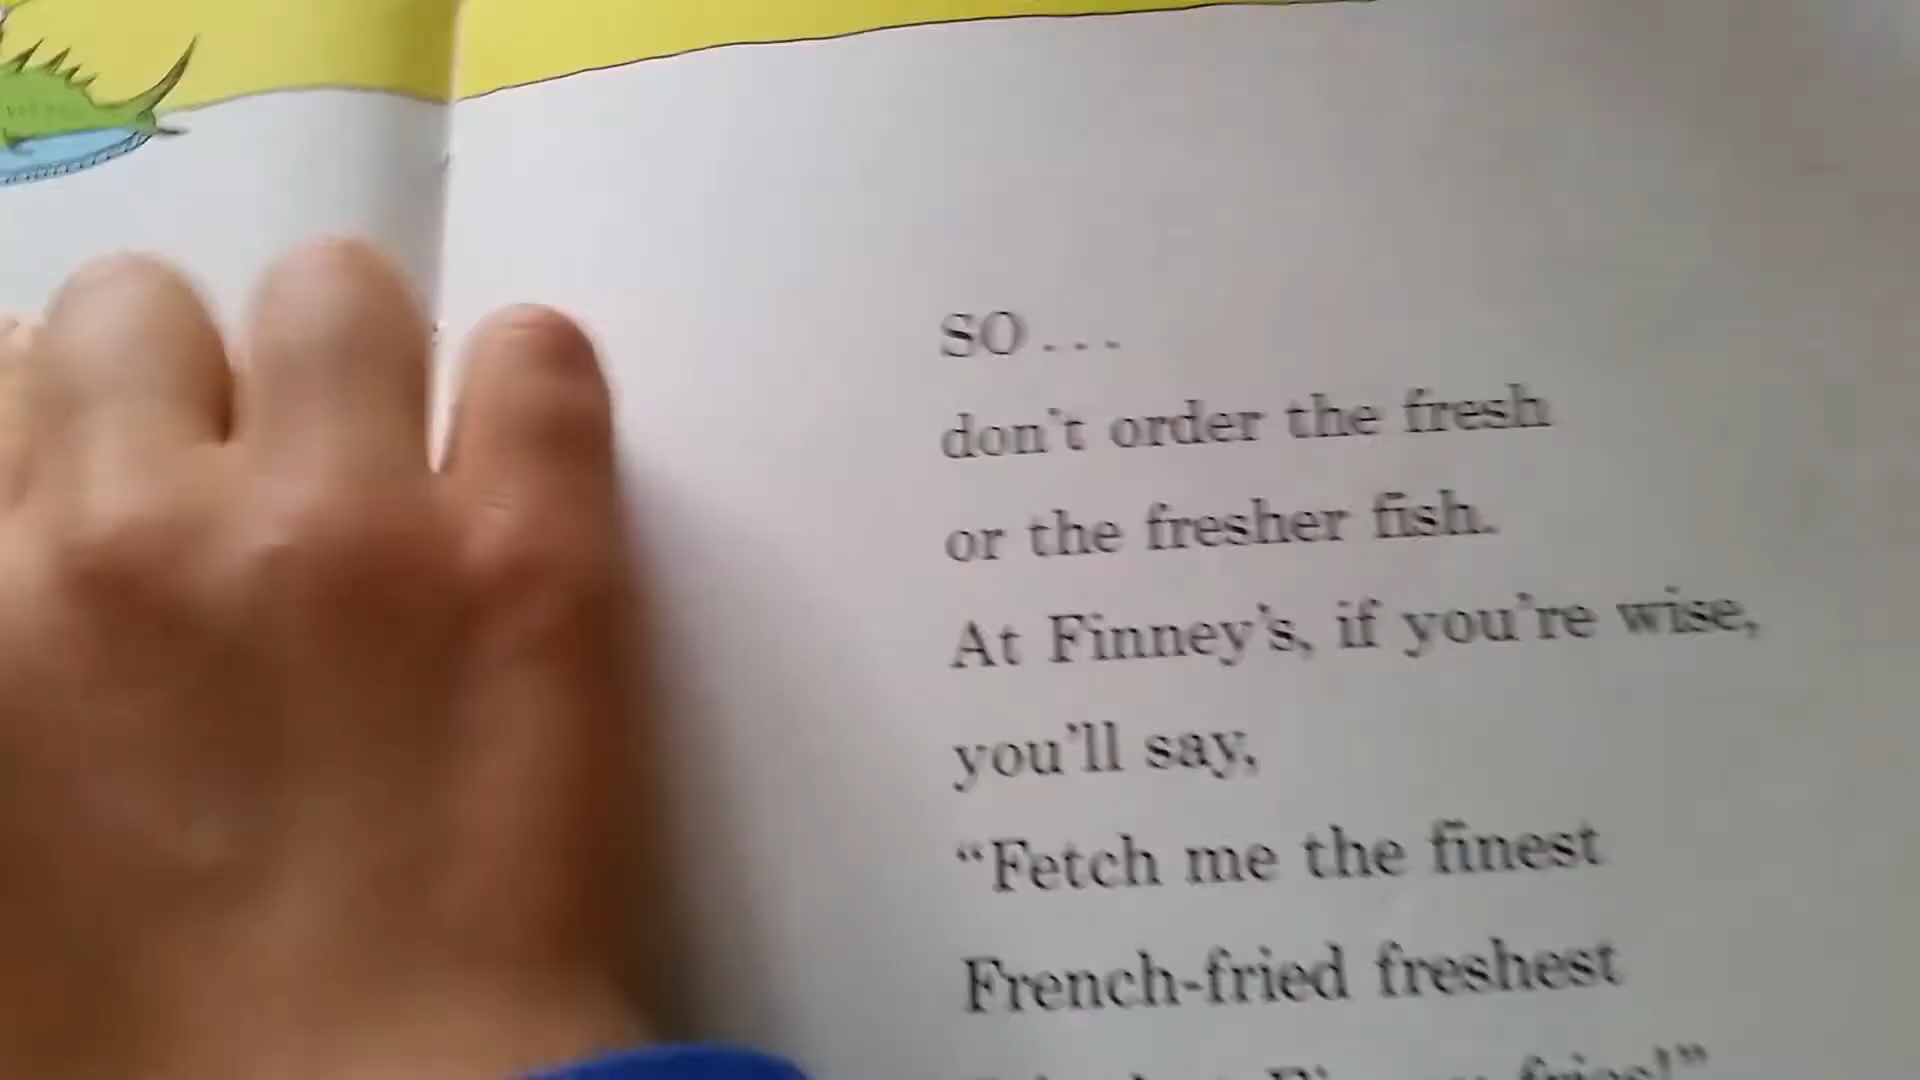 SO...
don't order the fresh
or the fresher fish.
At Finney's, if you're wise,
you'll say,
“Fetch me the finest
French-fried freshest
fries!”